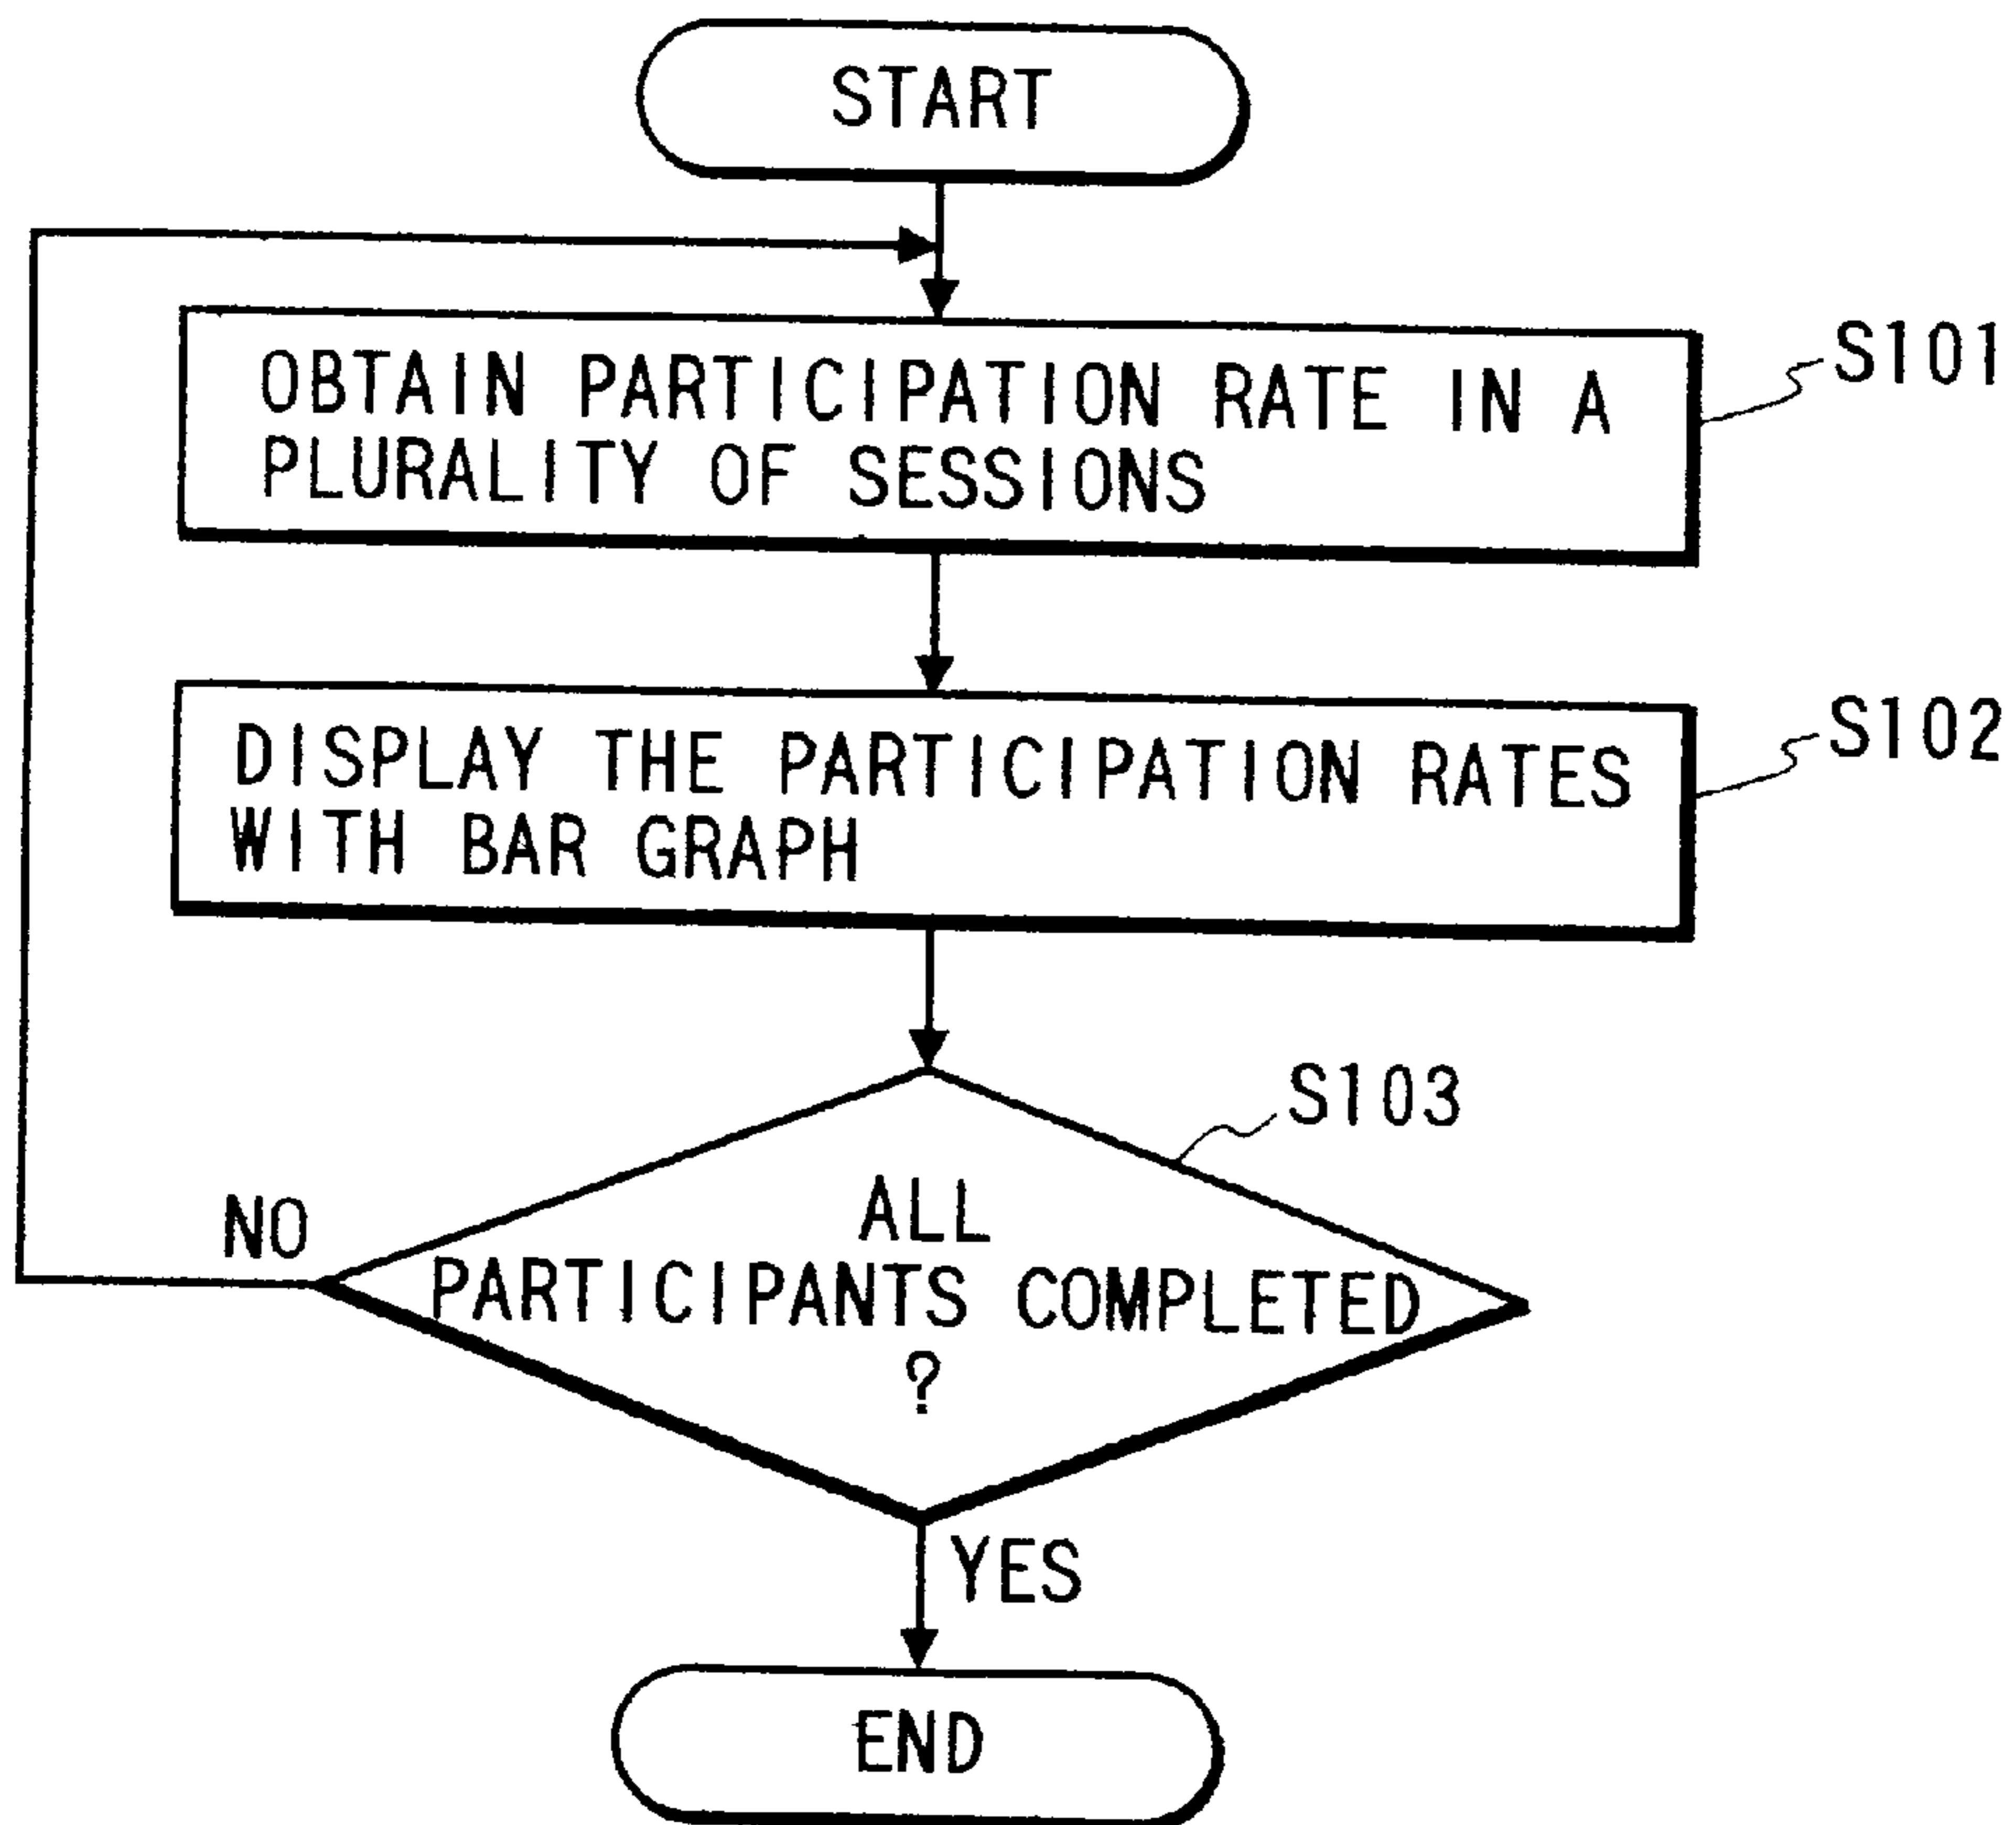 START
OBTAIN PARTICIPATION RATE IN A
PLURALITY OF SESSIONS
S101
DISPLAY THE PARTICIPATION RATES
WITH BAR GRAPH
S102
S103
ALL
PARTICIPANTS COMPLETED
?
NO
YES
END